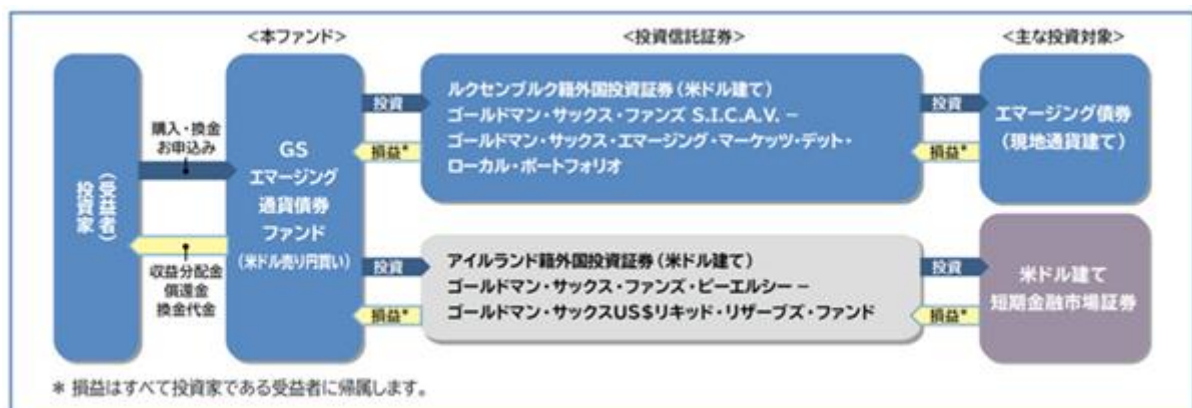 <本ファンド>
<投資信託証券>
<主な投資対象>
投資家
(受益者)
購入・換金
お申込み
収益分配金
償還金
換金代金
GS
エマージング
通貨債券
ファンド
(米ドル売り円買い)
投資
損益*
ルクセンブルク籍外国投資証券(米ドル建て)
ゴールドマン・サックス・ファンズ S.I.C.A.V. −
ゴールドマン・サックス・エマージング・マーケッツ・デット・
ローカル・ポートフォリオ
投資
損益*
エマージング債券
(現地通貨建て)
投資
損益*
アイルランド籍外国投資証券(米ドル建て)
ゴールドマン・サックス・ファンズ・ピーエルシー −
ゴールドマン・サックスUS$リキッド・リザーブズ・ファンド
投資
損益*
米ドル建て
短期金融市場証券
* 損益はすべて投資家である受益者に帰属します。